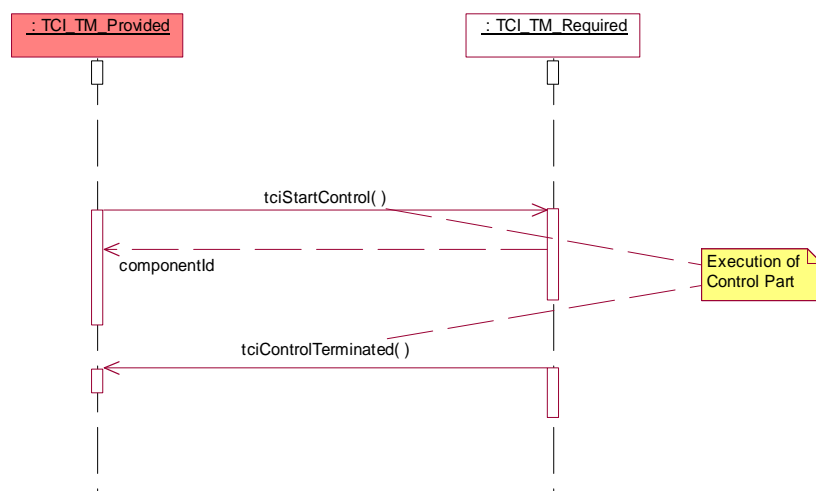 : TCI_TM_Provided
: TCI_TM_Required
tciStartControl( )
componentId
Execution of
Control Part
tciControlTerminated( )